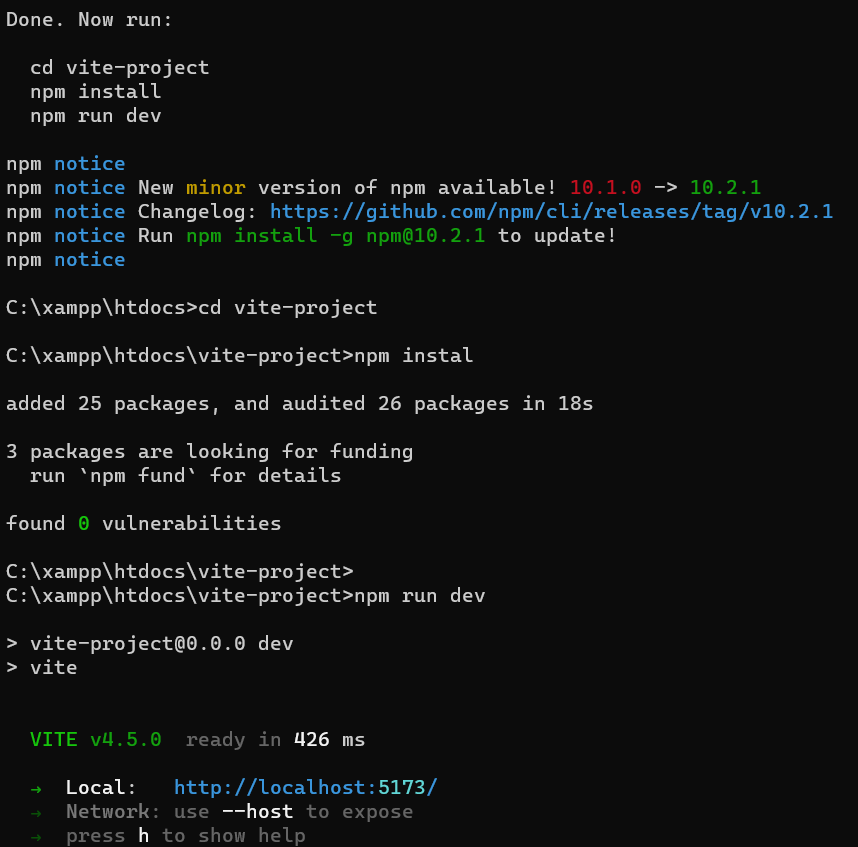 Done. Now run:
cd vite-project
npm install
npm run dev
npm notice
npm notice New minor version of npm available! 10.1.0 -> 10.2.1
npm notice Changelog: https://github.com/npm/cli/releases/tag/v10.2.1
npm notice Run npm install -g npm@10.2.1 to update!
npm notice
C:\xampp\htdocs>cd vite-project
C:\xampp\htdocs\vite-project>npm instal
added 25 packages, and audited 26 packages in 18s
3 packages are looking for funding
run `npm fund` for details
found 0 vulnerabilities
C:\xampp\htdocs\vite-project>
C:\xampp\htdocs\vite-project>npm run dev
> vite-project@0.0.0 dev
> vite
VITE v4.5.0  ready in 426 ms
→ Local: http://localhost:5173/
→ Network: use --host to expose
→ press h to show help